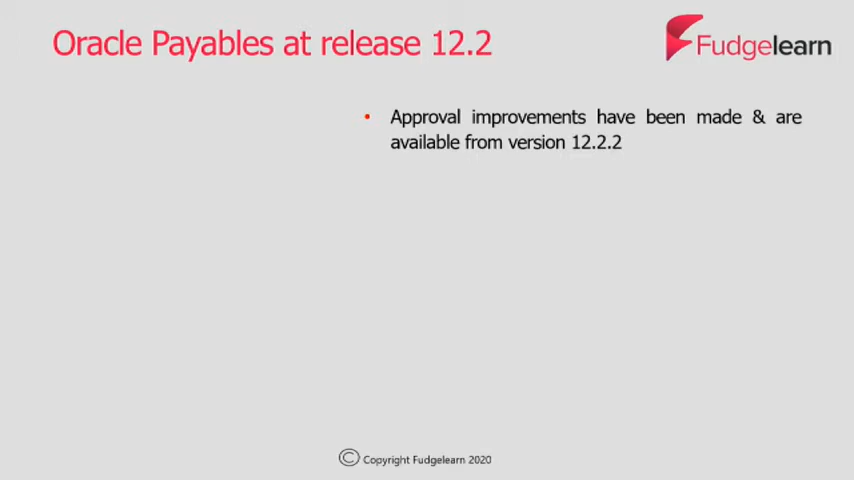 Oracle Payables at release 12.2
Fudgelearn
• Approval improvements have been made & are
available from version 12.2.2
© Copyright Fudgelearn 2020